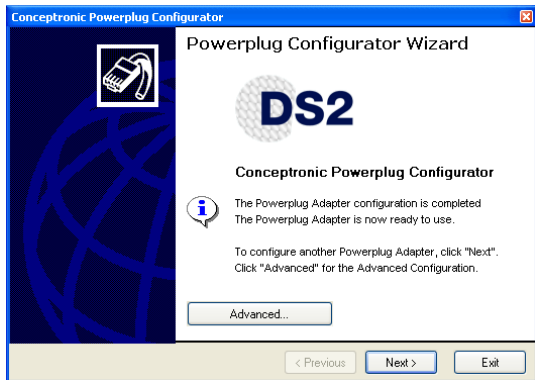 Conceptronic Powerplug Configurator
Powerplug Configurator Wizard
DS2
Conceptronic Powerplug Configurator
The Powerplug Adapter configuration is completed
The Powerplug Adapter is now ready to use.
To configure another Powerplug Adapter, click "Next".
Click "Advanced" for the Advanced Configuration.
Advanced...
< Previous Next > Exit